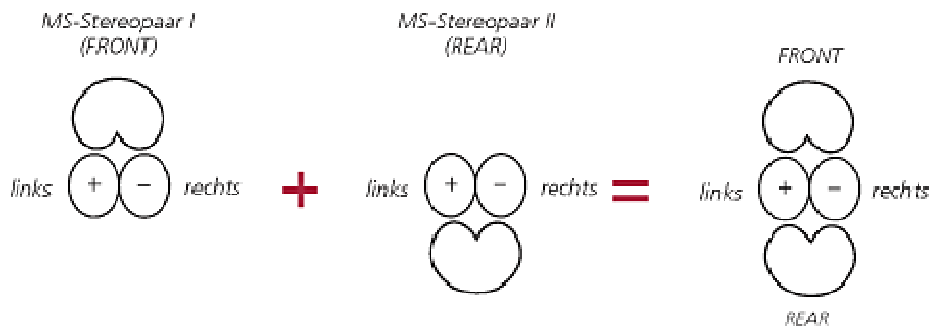 MS-Stereopaar I
(FRONT)
MS-Stereopaar II
(REAR)
FRONT
links + - rechts + links + - rechts = links + - rechts
REAR